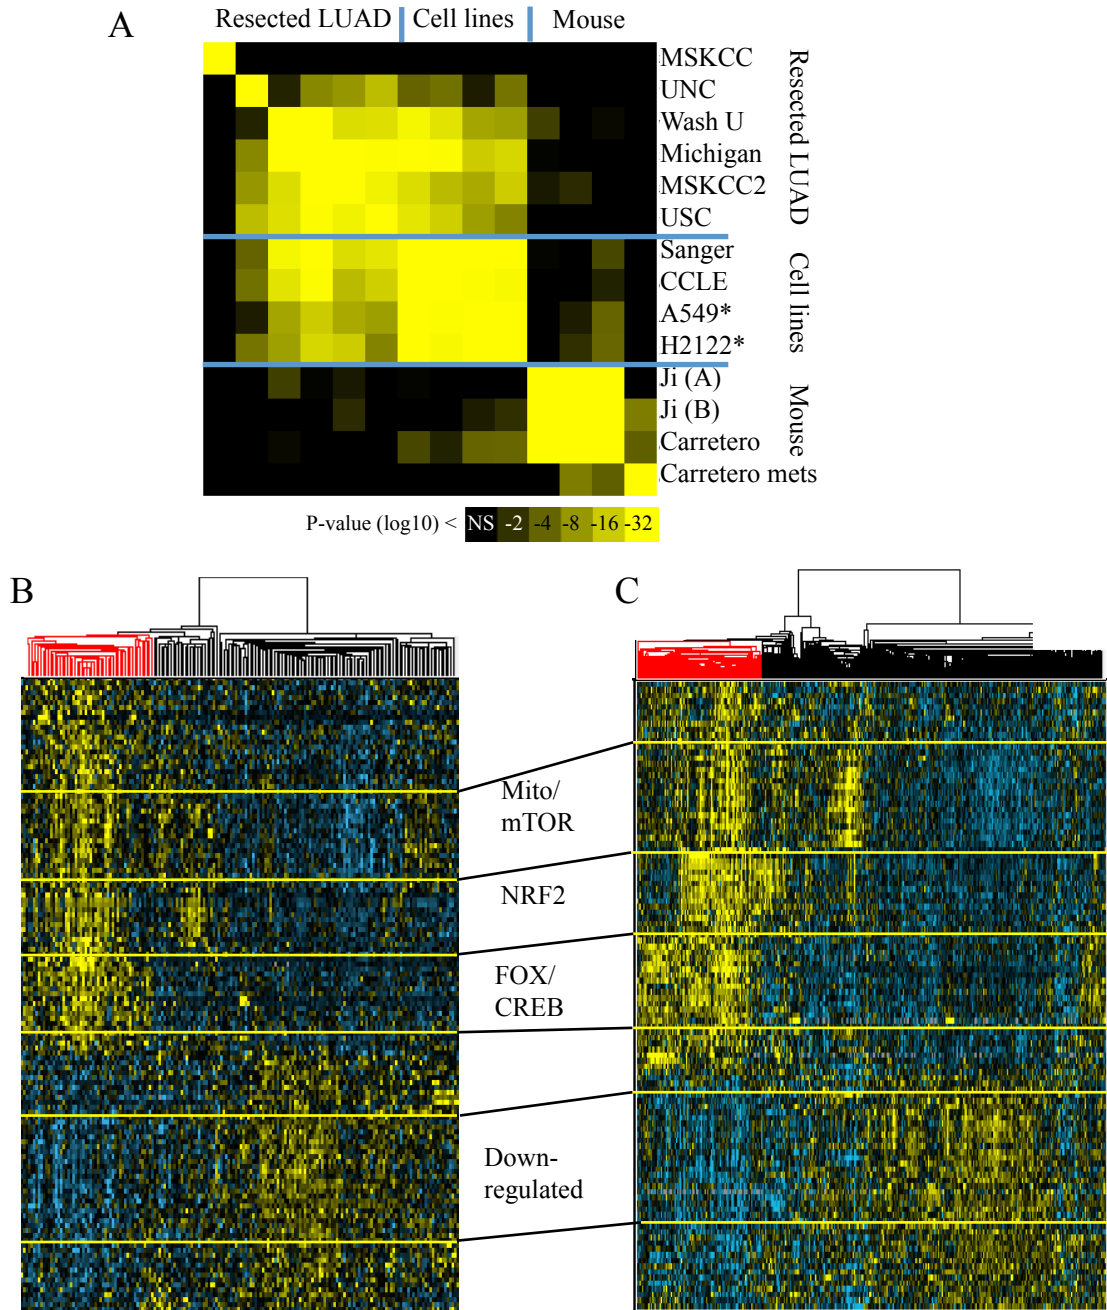 A
Resected LUAD
Cell lines
Mouse
MSKCC
UNC
Wash U
Michigan
MSKCC2
USC
Sanger
CCLE
A549*
H2122*
Ji (A)
Ji (B)
Carretero
Carretero mets
Resected LUAD
Cell lines
Mouse
P-value (log10) < NS -2 -4 -8 -16 -32
B
C
Mito/
mTOR
NRF2
FOX/
CREB
Down-
regulated